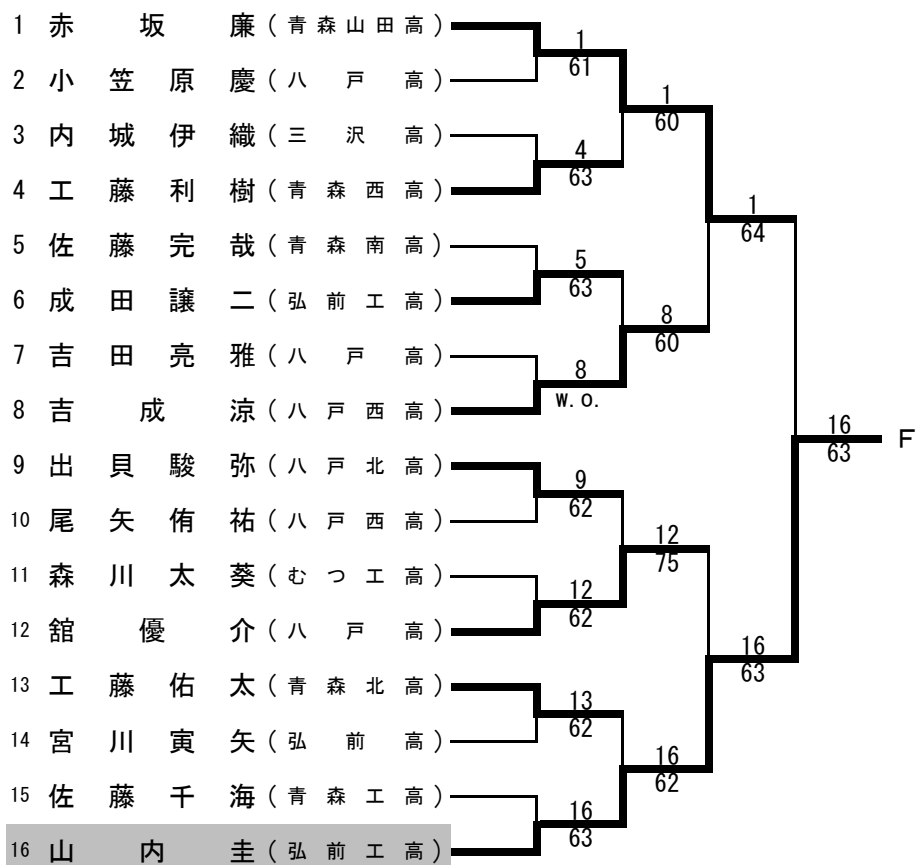 1 赤坂廉(青森山田高)
2 小笠原慶(八戸高)
3 内城伊織(三沢高)
4 工藤利樹(青森西高)
5 佐藤完哉(青森南高)
6 成田譲二(弘前工高)
7 吉田亮雅(八戸高)
8 吉成涼(八戸西高)
9 出貝駿弥(八戸北高)
10 尾矢侑祐(八戸西高)
11 森川太葵(むつ工高)
12 舘優介(八戸高)
13 工藤佑太(青森北高)
14 宮川寅矢(弘前高)
15 佐藤千海(青森工高)
16 山内圭(弘前工高)
1
61
4
63
5
63
8
w.o.
9
62
12
62
13
62
16
63
1
60
8
60
12
75
16
62
1
64
16
63
16
63
F